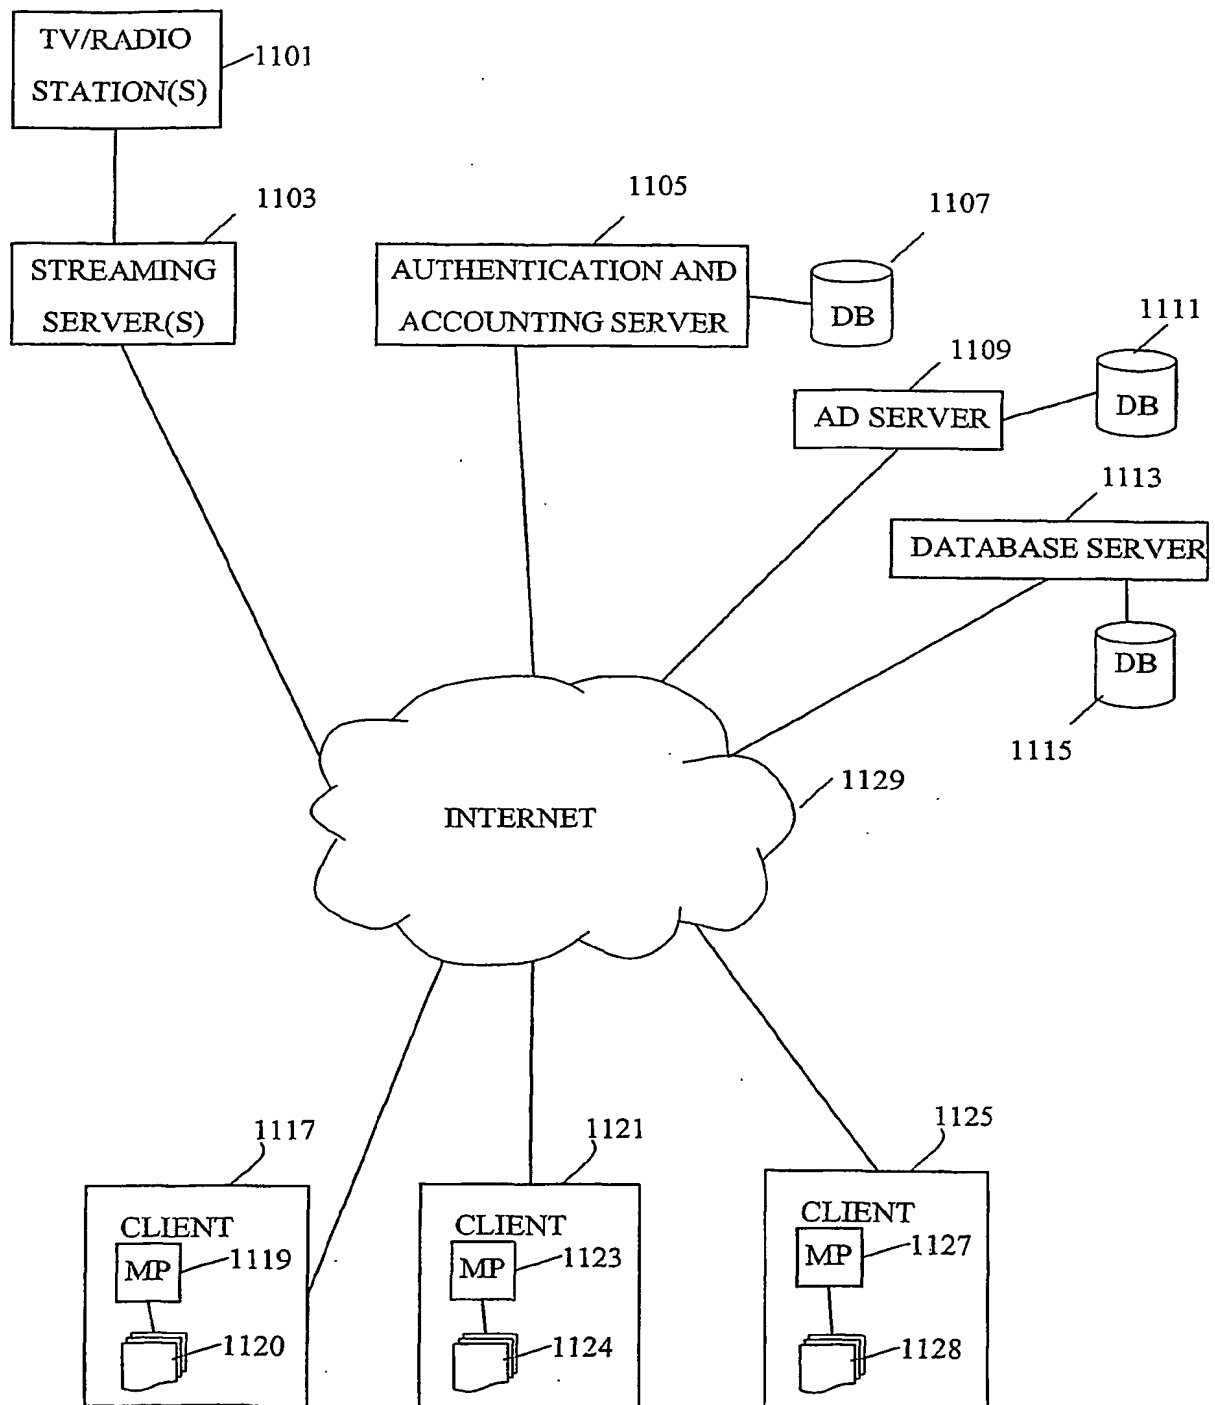 TV/RADIO
STATION(S)
1101
1103
STREAMING
SERVER(S)
1105
AUTHENTICATION AND
ACCOUNTING SERVER
1107
DB
1109
AD SERVER
1111
DB
1113
DATABASE SERVER
DB
1115
INTERNET
1129
1117
CLIENT
MP
1119
1120
1121
CLIENT
MP
1123
1124
1125
CLIENT
MP
1127
1128